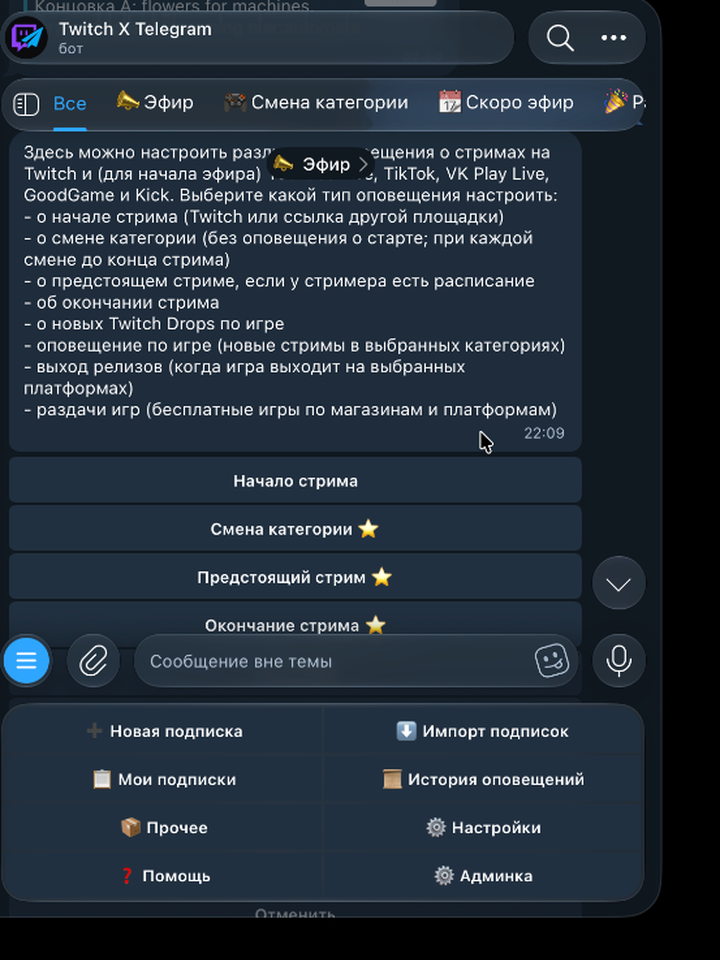 Концовка А: flowers for machines
Twitch X Telegram
бот
Все
Эфир
Смена категории
17
Скоро эфир
Эфир
Здесь можно настроить ещения о стримах на
Twitch и (для начала эфира) TikTok, VK Play Live,
GoodGame и Kick. Выберите какой тип оповещения настроить:
- о начале стрима (Twitch или ссылка другой площадки)
- о смене категории (без оповещения о старте; при каждой
смене до конца стрима)
- о предстоящем стриме, если у стримера есть расписание
- об окончании стрима
- о новых Twitch Drops по игре
- оповещение по игре (новые стримы в выбранных категориях)
- выход релизов (когда игра выходит на выбранных
платформах)
- раздачи игр (бесплатные игры по магазинам и платформам)
22:09
Начало стрима
Смена категории ⭐
Предстоящий стрим ⭐
Окончание стрима ⭐
Сообщение вне темы
Новая подписка
Импорт подписок
Мои подписки
История оповещений
Прочее
Настройки
Помощь
Админка
Отменить